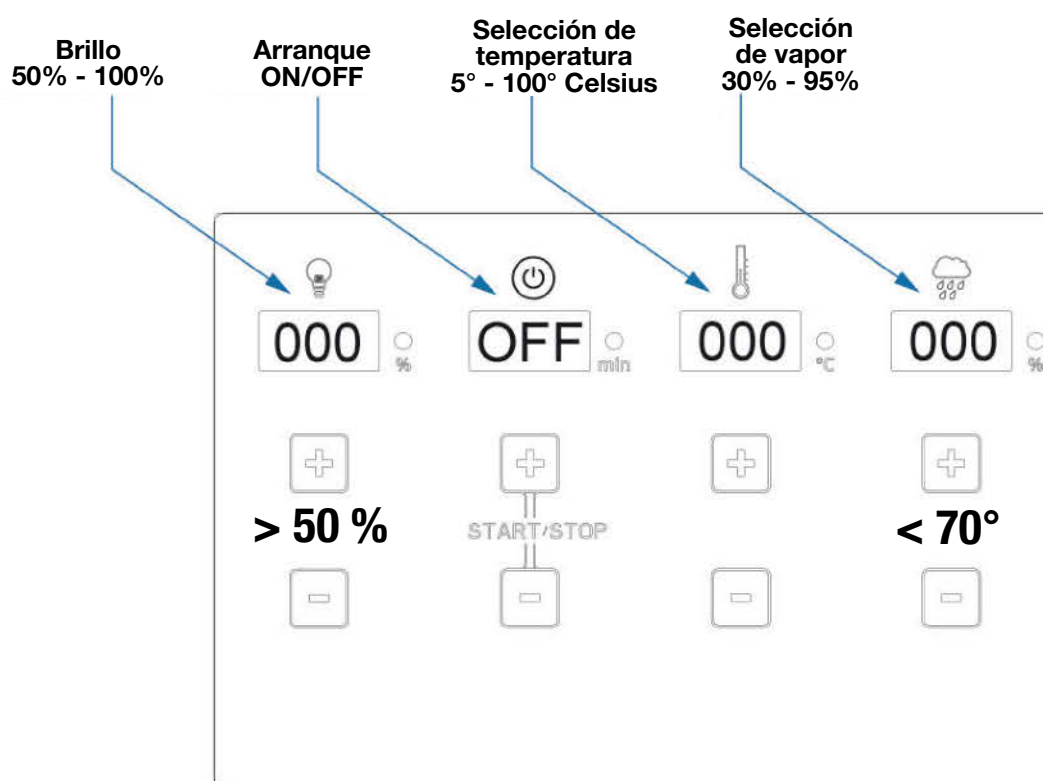 Brillo
50% - 100%
Arranque
ON/OFF
Selección de
temperatura
5° - 100° Celsius
Selección
de vapor
30% - 95%
000
%
OFF
min
000
°C
000
%
> 50 %
START/STOP
< 70°